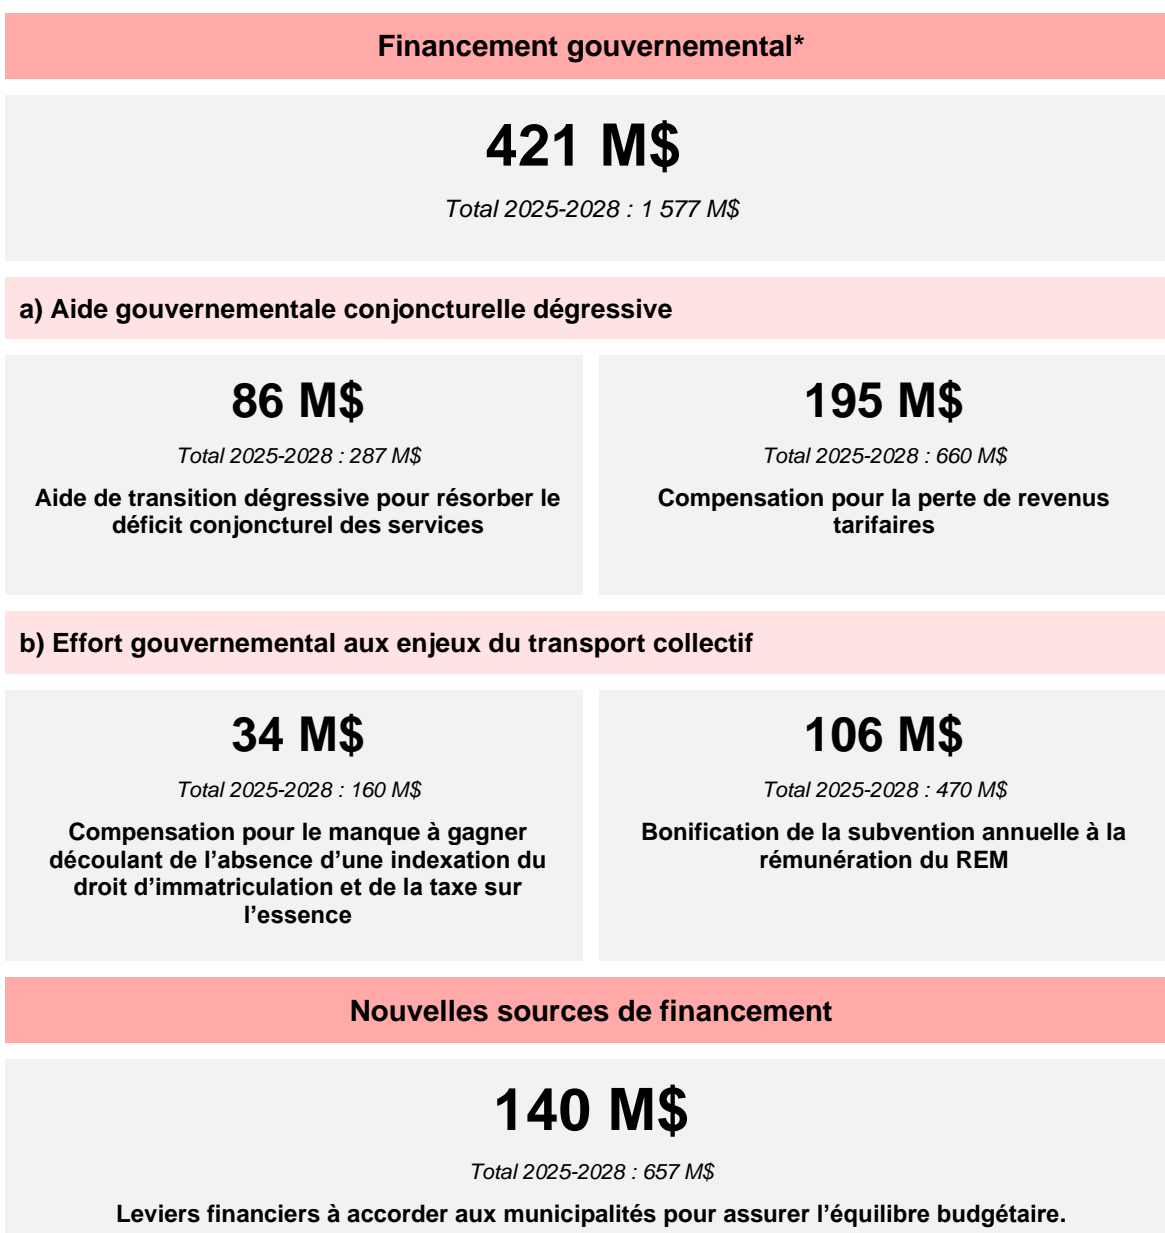 Financement gouvernemental*
421 M$
Total 2025-2028 : 1 577 M$
a) Aide gouvernementale conjoncturelle dégressive
86 M$
Total 2025-2028 : 287 M$
Aide de transition dégressive pour résorber le
déficit conjoncturel des services
195 M$
Total 2025-2028 : 660 M$
Compensation pour la perte de revenus
tarifaires
b) Effort gouvernemental aux enjeux du transport collectif
34 M$
Total 2025-2028 : 160 M$
Compensation pour le manque à gagner
découlant de l’absence d’une indexation du
droit d’immatriculation et de la taxe sur
l’essence
106 M$
Total 2025-2028 : 470 M$
Bonification de la subvention annuelle à la
rémunération du REM
Nouvelles sources de financement
140 M$
Total 2025-2028 : 657 M$
Leviers financiers à accorder aux municipalités pour assurer l’équilibre budgétaire.